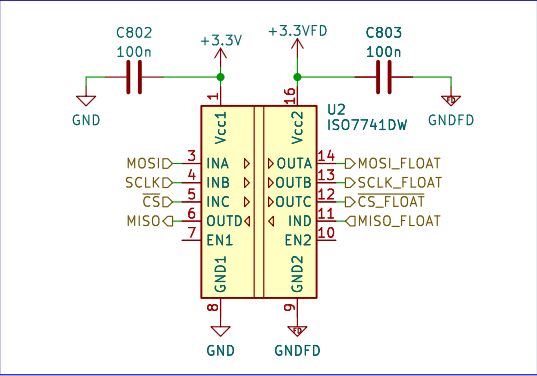 C802
100n
+3.3V
+3.3VFD
C803
100n
GND
1
16
FD
GNDFD
U2
ISO7741DW
Vcc1
Vcc2
MOSI 3 INA OUTA 14 MOSI_FLOAT
SCLK 4 INB OUTB 13 SCLK_FLOAT
CS 5 INC OUTC 12 CS_FLOAT
MISO 6 OUTD IND 11 MISO_FLOAT
7 EN1 EN2 10
GND1
GND2
8
9
FD
GND
GNDFD